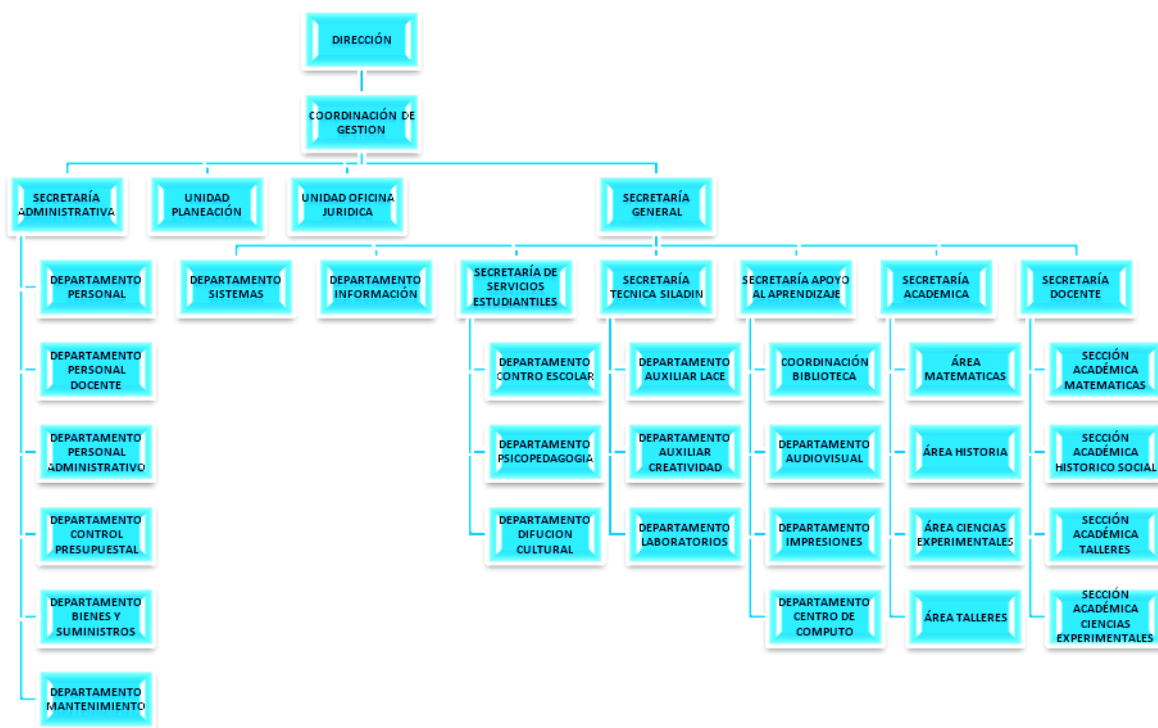 DIRECCIÓN
COORDINACIÓN DE
GESTION
SECRETARÍA
ADMINISTRATIVA
UNIDAD
PLANEACIÓN
UNIDAD OFICINA
JURIDICA
SECRETARÍA
GENERAL
DEPARTAMENTO
PERSONAL
DEPARTAMENTO
SISTEMAS
DEPARTAMENTO
INFORMACIÓN
SECRETARÍA DE
SERVICIOS
ESTUDIANTILES
SECRETARÍA
TECNICA SILADIN
SECRETARÍA APOYO
AL APRENDIZAJE
SECRETARÍA
ACADEMICA
SECRETARÍA
DOCENTE
DEPARTAMENTO
PERSONAL
DOCENTE
DEPARTAMENTO
CONTRO ESCOLAR
DEPARTAMENTO
AUXILIAR LACE
COORDINACIÓN
BIBLIOTECA
ÁREA
MATEMATICAS
SECCIÓN
ACADÉMICA
MATEMATICAS
DEPARTAMENTO
PERSONAL
ADMINISTRATIVO
DEPARTAMENTO
PSICOPEDAGOGIA
DEPARTAMENTO
AUXILIAR
CREATIVIDAD
DEPARTAMENTO
AUDIOVISUAL
ÁREA HISTORIA
SECCIÓN
ACADÉMICA
HISTORICO SOCIAL
DEPARTAMENTO
CONTROL
PRESUPUESTAL
DEPARTAMENTO
DIFUCION
CULTURAL
DEPARTAMENTO
LABORATORIOS
DEPARTAMENTO
IMPRESIONES
ÁREA CIENCIAS
EXPERIMENTALES
SECCIÓN
ACADÉMICA
TALLERES
DEPARTAMENTO
BIENES Y
SUMINISTROS
DEPARTAMENTO
CENTRO DE
COMPUTO
ÁREA TALLERES
SECCIÓN
ACADÉMICA
CIENCIAS
EXPERIMENTALES
DEPARTAMENTO
MANTENIMIENTO